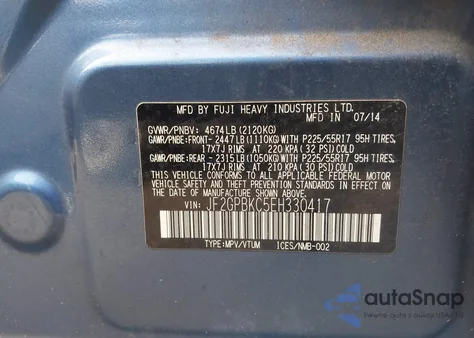 MFD BY FUJI HEAVY INDUSTRIES LTD.
MFD IN 07/14
GVWR/PNBV: 4674LB (2120KG)
GAWR/PNBE:FRONT- 2447LB (1110KG) WITH P225/55R17 95H TIRES,
17X7J RIMS AT 220 KPA (32 PSI) COLD
GAWR/PNBE:REAR - 2315LB (1050KG) WITH P225/55R17 95H TIRES,
17X7J RIMS AT 210 KPA (30 PSI) COLD
THIS VEHICLE CONFORMS TO ALL APPLICABLE
FEDERAL MOTOR VEHICLE SAFETY
STANDARDS IN EFFECT ON THE DATE OF
MANUFACTURE SHOWN ABOVE.
VIN: JF2GPBKC5EH330417
TYPE:MPV/VTUM ICES/NMB-002
autoSnap